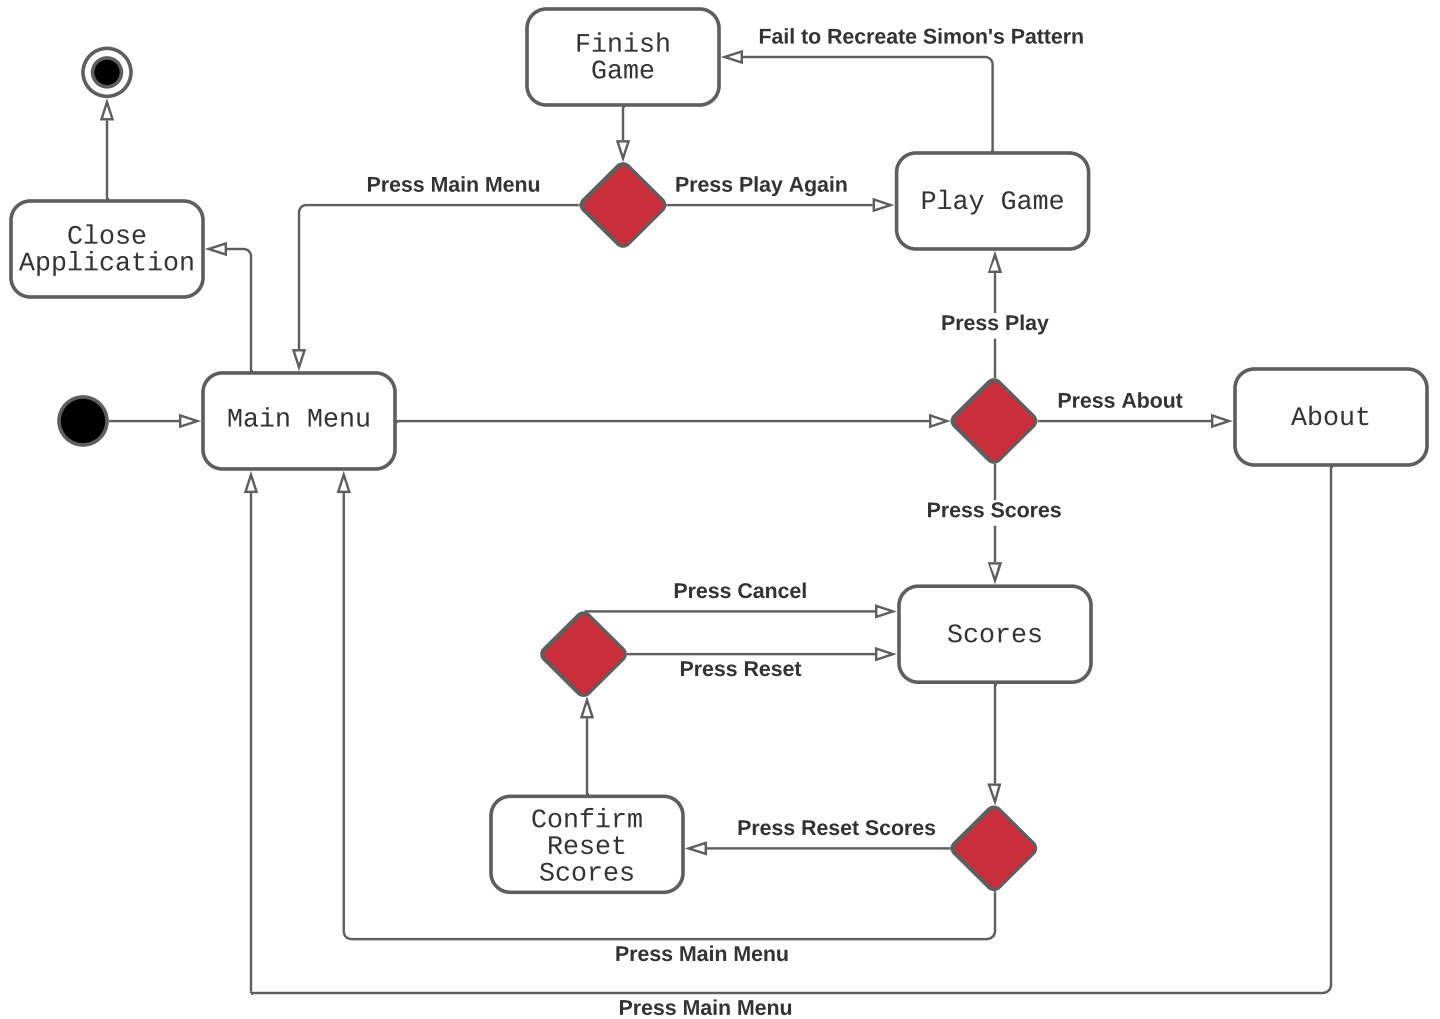 Finish
Game
Fail to Recreate Simon's Pattern
Press Main Menu
Press Play Again
Play Game
Close
Application
Press Play
Main Menu
Press About
About
Press Scores
Press Cancel
Scores
Press Reset
Confirm
Reset
Scores
Press Reset Scores
Press Main Menu
Press Main Menu